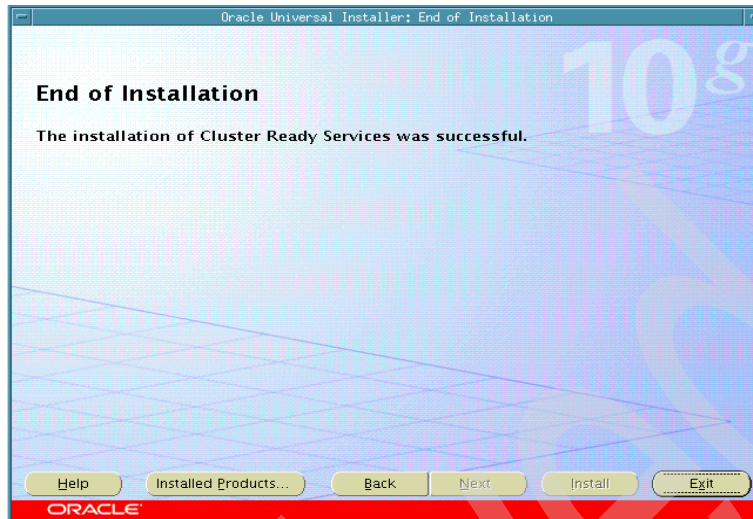 Oracle Universal Installer: End of Installation
10g
End of Installation
The installation of Cluster Ready Services was successful.
Help
Installed Products...
Back
Next
Install
Exit
ORACLE